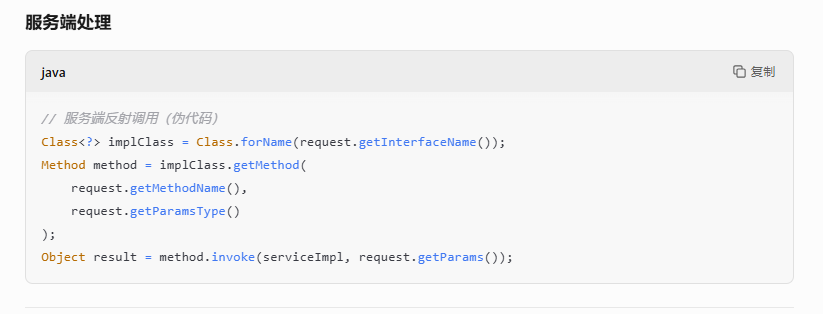 服务端处理
java
复制
// 服务端反射调用（伪代码）
Class<?> implClass = Class.forName(request.getInterfaceName());
Method method = implClass.getMethod(
    request.getMethodName(),
    request.getParamsType()
);
Object result = method.invoke(serviceImpl, request.getParams());